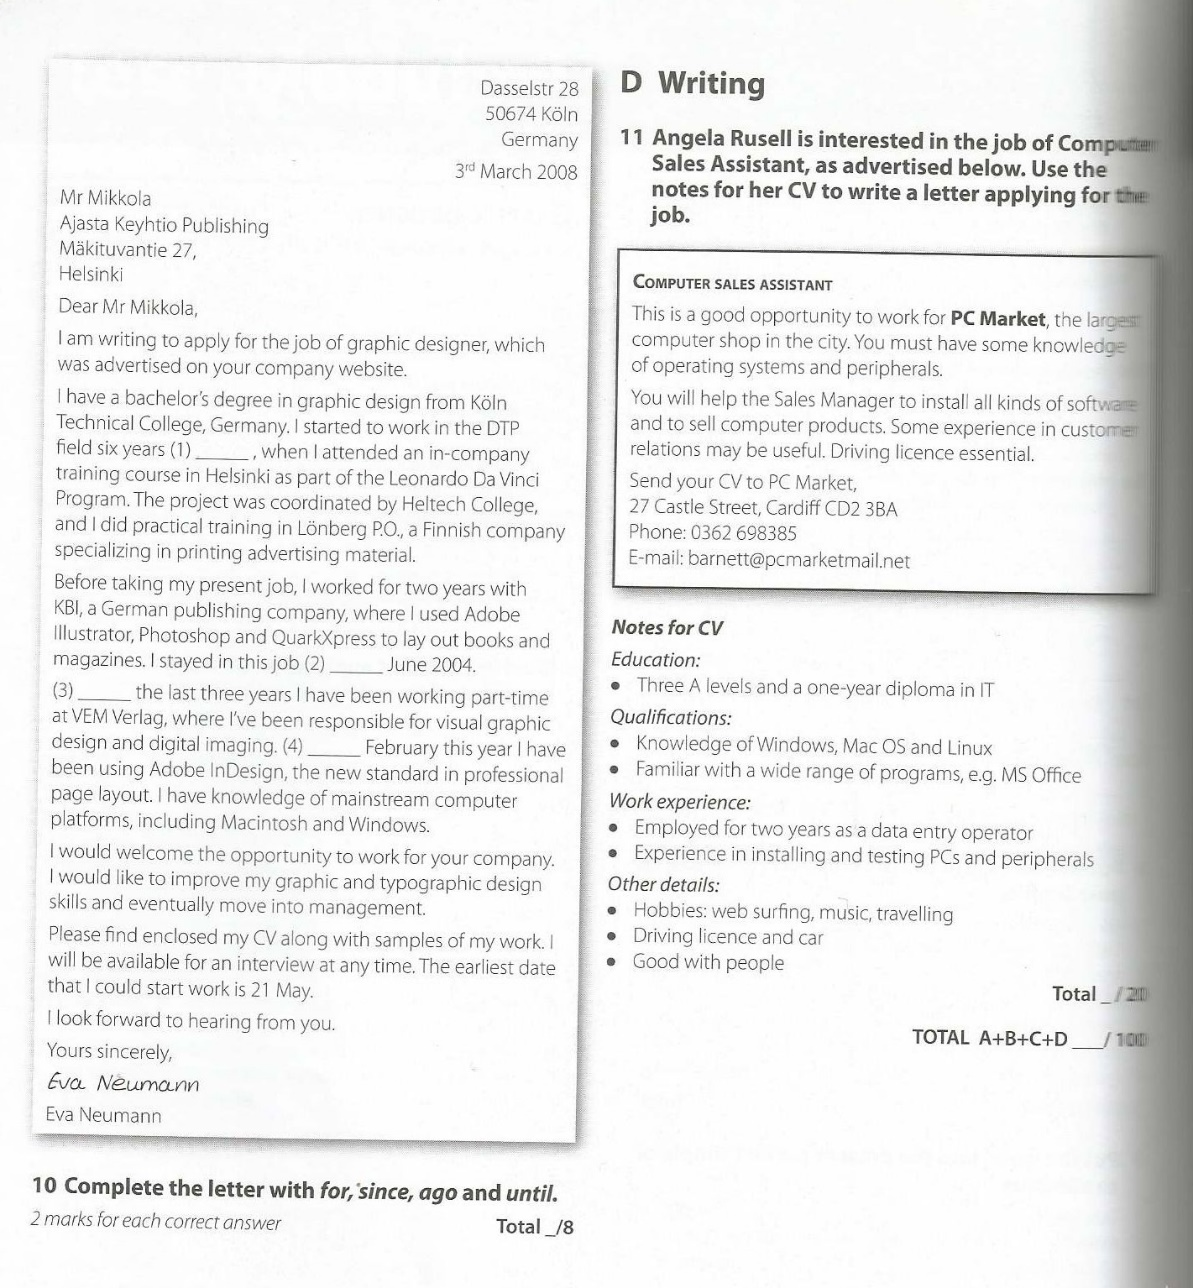 Dasselstr 28
50674 Köln
Germany
3rd March 2008
Mr Mikkola
Ajasta Keyhtio Publishing
Mäkituvantie 27,
Helsinki
Dear Mr Mikkola,
I am writing to apply for the job of graphic designer, which
was advertised on your company website.
I have a bachelor's degree in graphic design from Köln
Technical College, Germany. I started to work in the DTP
field six years (1) _____ , when I attended an in-company
training course in Helsinki as part of the Leonardo Da Vinci
Program. The project was coordinated by Heltech College,
and I did practical training in Lönberg P.O., a Finnish company
specializing in printing advertising material.
Before taking my present job, I worked for two years with
KBI, a German publishing company, where I used Adobe
Illustrator, Photoshop and QuarkXpress to lay out books and
magazines. I stayed in this job (2) _____ June 2004.
(3) _____ the last three years I have been working part-time
at VEM Verlag, where I've been responsible for visual graphic
design and digital imaging. (4) _____ February this year I have
been using Adobe InDesign, the new standard in professional
page layout. I have knowledge of mainstream computer
platforms, including Macintosh and Windows.
I would welcome the opportunity to work for your company.
I would like to improve my graphic and typographic design
skills and eventually move into management.
Please find enclosed my CV along with samples of my work. I
will be available for an interview at any time. The earliest date
that I could start work is 21 May.
I look forward to hearing from you.
Yours sincerely,
Eva Neumann
Eva Neumann
10 Complete the letter with for, since, ago and until.
2 marks for each correct answer Total _/8
D Writing
11 Angela Rusell is interested in the job of Computer
Sales Assistant, as advertised below. Use the
notes for her CV to write a letter applying for the
job.
COMPUTER SALES ASSISTANT
This is a good opportunity to work for PC Market, the largest
computer shop in the city. You must have some knowledge
of operating systems and peripherals.
You will help the Sales Manager to install all kinds of software
and to sell computer products. Some experience in customer
relations may be useful. Driving licence essential.
Send your CV to PC Market,
27 Castle Street, Cardiff CD2 3BA
Phone: 0362 698385
E-mail: barnett@pcmarketmail.net
Notes for CV
Education:
• Three A levels and a one-year diploma in IT
Qualifications:
• Knowledge of Windows, Mac OS and Linux
• Familiar with a wide range of programs, e.g. MS Office
Work experience:
• Employed for two years as a data entry operator
• Experience in installing and testing PCs and peripherals
Other details:
• Hobbies: web surfing, music, travelling
• Driving licence and car
• Good with people
Total _/20
TOTAL A+B+C+D ___/100